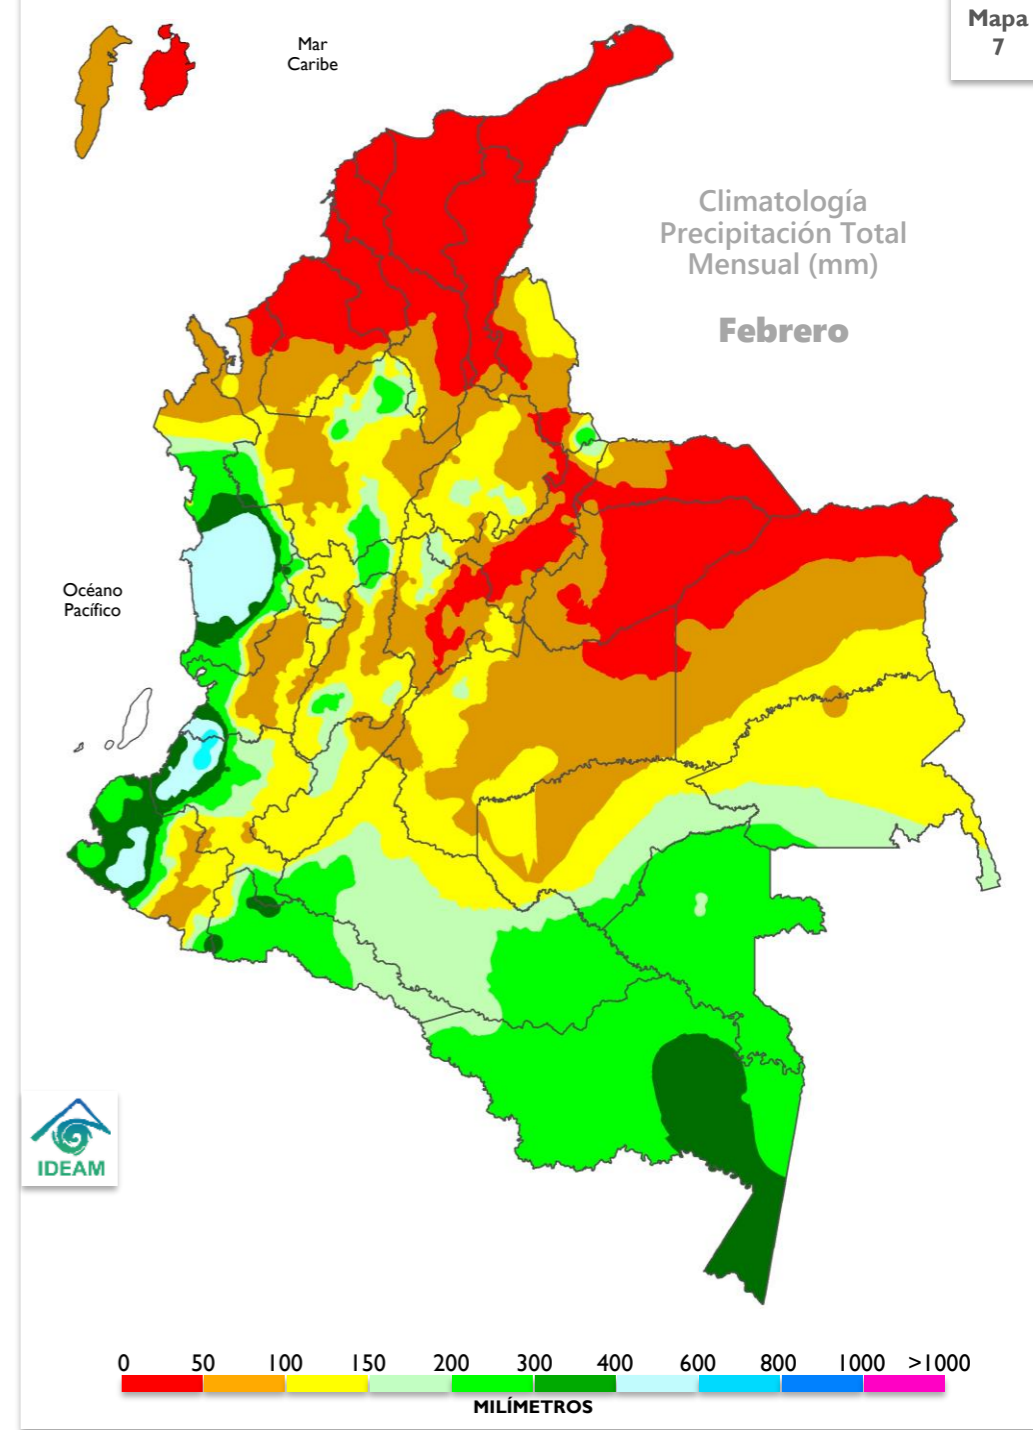 Mapa
7
Mar
Caribe
Climatología
Precipitación Total
Mensual (mm)
Febrero
Océano
Pacífico
IDEAM
0 50 100 150 200 300 400 600 800 1000 >1000
MILÍMETROS